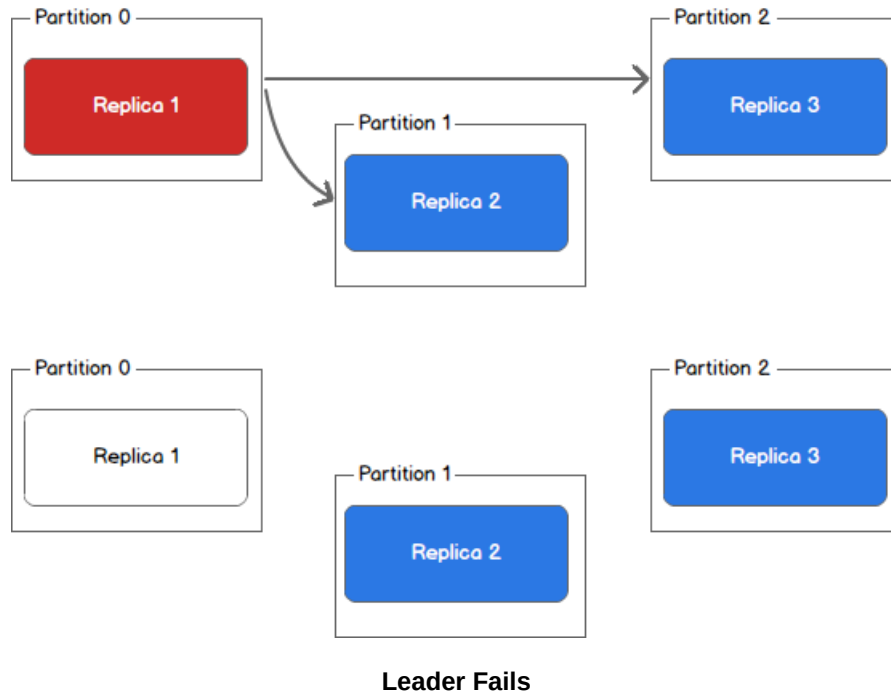 Partition 0
Partition 2
Replica 1
Replica 3
Partition 1
Replica 2
Partition 0
Partition 2
Replica 1
Replica 3
Partition 1
Replica 2
Leader Fails